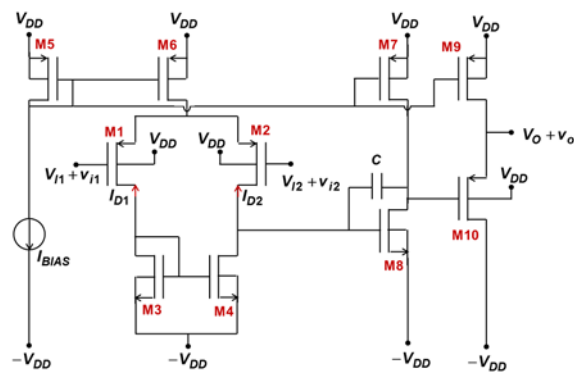 V_DD V_DD V_DD V_DD
M5 M6 M7 M9
M1 V_DD V_DD M2
V_O + v_o
V_I1 + v_i1 V_I2 + v_i2 C V_DD
I_D1 I_D2
M10
I_BIAS M8
M3 M4
−V_DD −V_DD −V_DD −V_DD